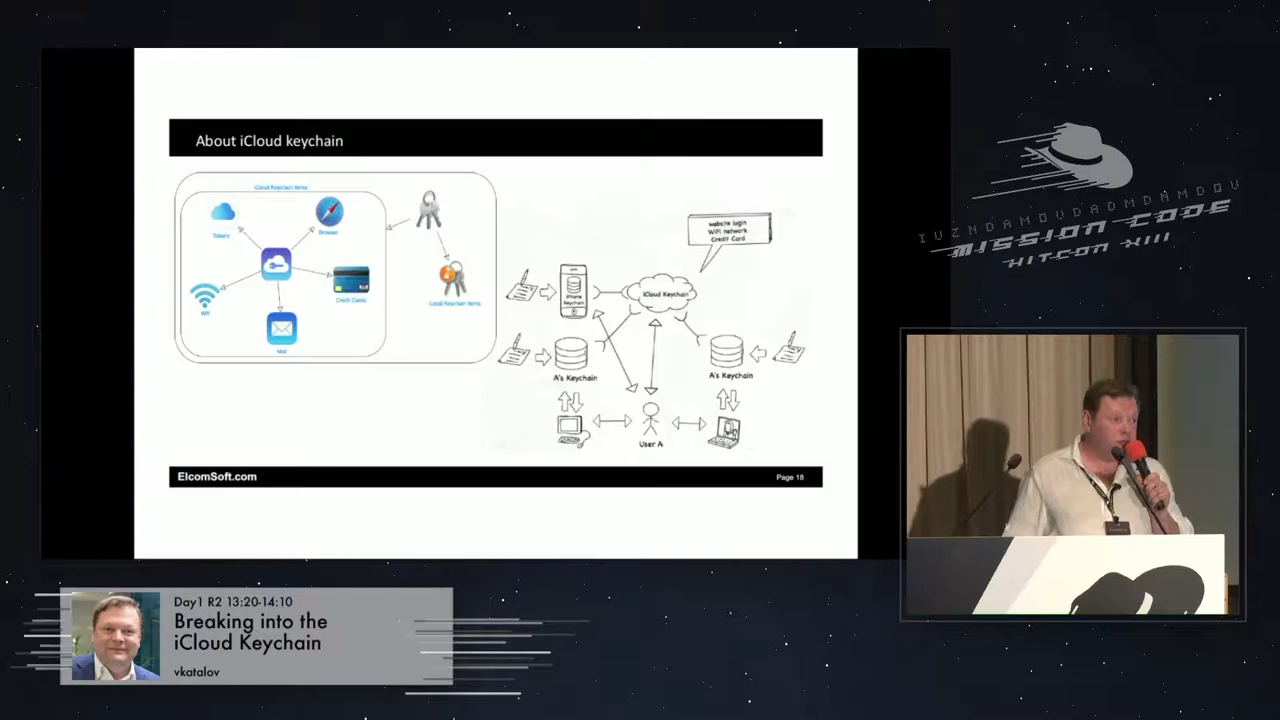 About iCloud keychain
iCloud Keychain items
Tokens
Browser
Wifi
Credit Cards
Mail
Local Keychain items
website login
WiFi network
Credit Card
iPhone
Keychain
iCloud Keychain
A's Keychain
A's Keychain
User A
ElcomSoft.com
Page 18
MISSION CODE
HITCON XIII
Day1 R2 13:20-14:10
Breaking into the
iCloud Keychain
vkatalov